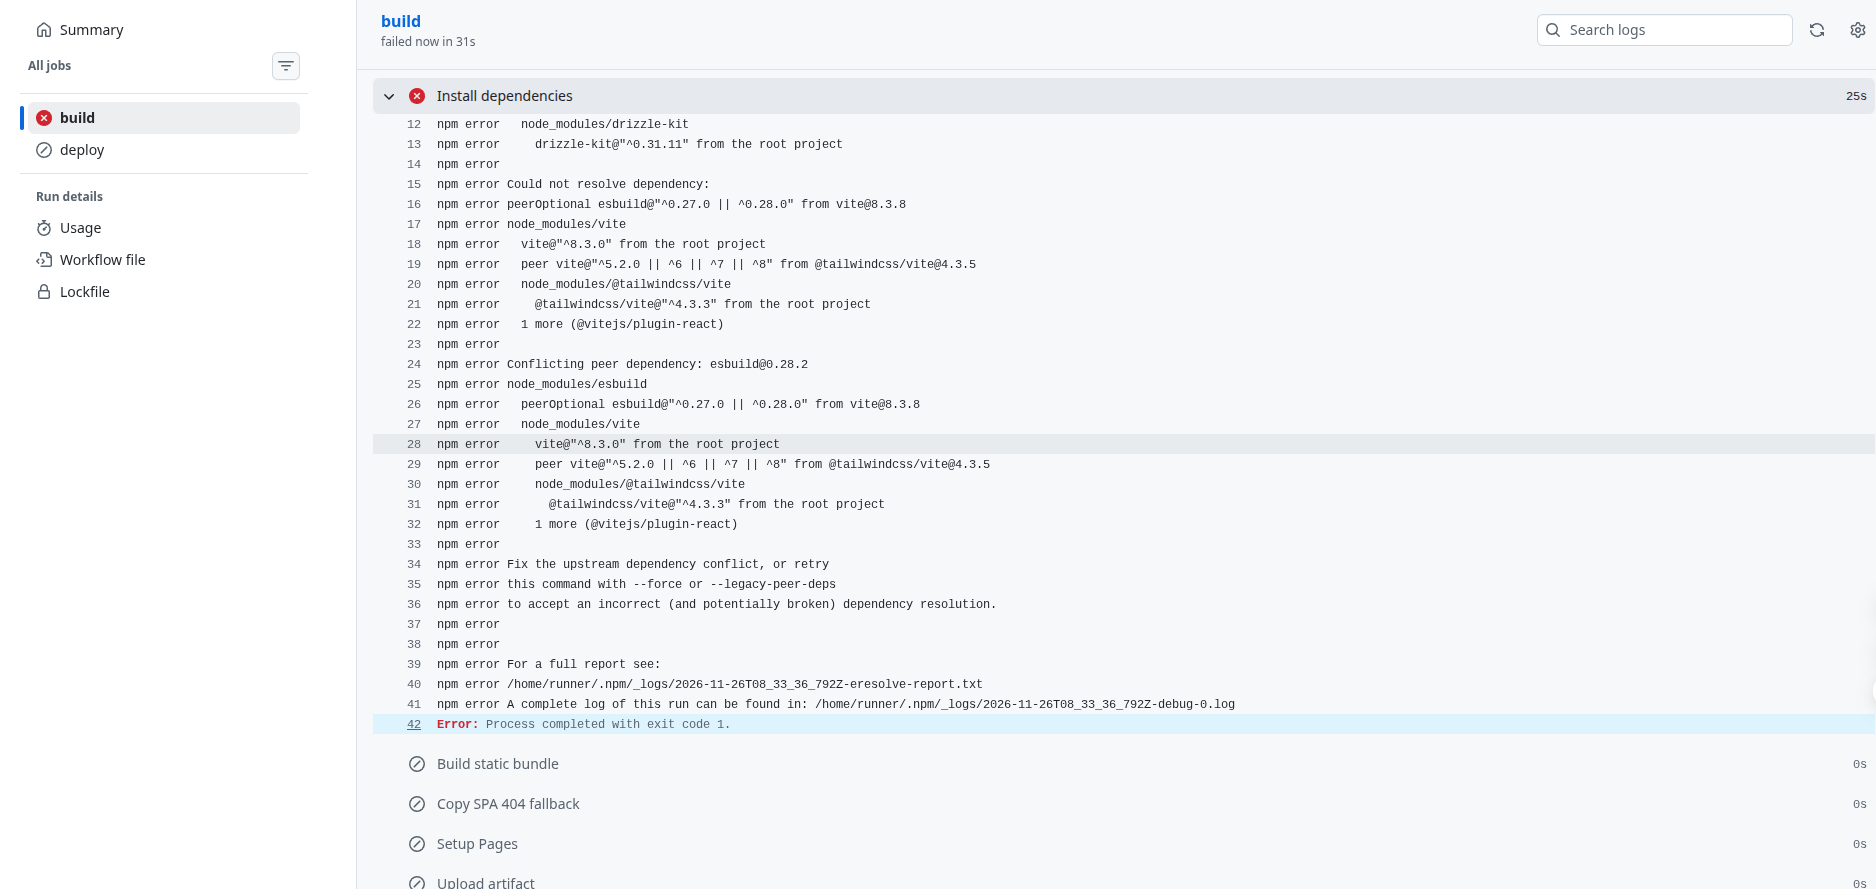 Summary
All jobs
build
deploy
Run details
Usage
Workflow file
Lockfile
build
failed now in 31s
Search logs
Install dependencies
25s
12 npm error   node_modules/drizzle-kit
13 npm error     drizzle-kit@"^0.31.11" from the root project
14 npm error
15 npm error Could not resolve dependency:
16 npm error peerOptional esbuild@"^0.27.0 || ^0.28.0" from vite@8.3.8
17 npm error node_modules/vite
18 npm error   vite@"^8.3.0" from the root project
19 npm error   peer vite@"^5.2.0 || ^6 || ^7 || ^8" from @tailwindcss/vite@4.3.5
20 npm error   node_modules/@tailwindcss/vite
21 npm error     @tailwindcss/vite@"^4.3.3" from the root project
22 npm error   1 more (@vitejs/plugin-react)
23 npm error
24 npm error Conflicting peer dependency: esbuild@0.28.2
25 npm error node_modules/esbuild
26 npm error   peerOptional esbuild@"^0.27.0 || ^0.28.0" from vite@8.3.8
27 npm error   node_modules/vite
28 npm error     vite@"^8.3.0" from the root project
29 npm error     peer vite@"^5.2.0 || ^6 || ^7 || ^8" from @tailwindcss/vite@4.3.5
30 npm error     node_modules/@tailwindcss/vite
31 npm error       @tailwindcss/vite@"^4.3.3" from the root project
32 npm error     1 more (@vitejs/plugin-react)
33 npm error
34 npm error Fix the upstream dependency conflict, or retry
35 npm error this command with --force or --legacy-peer-deps
36 npm error to accept an incorrect (and potentially broken) dependency resolution.
37 npm error
38 npm error
39 npm error For a full report see:
40 npm error /home/runner/.npm/_logs/2026-11-26T08_33_36_792Z-eresolve-report.txt
41 npm error A complete log of this run can be found in: /home/runner/.npm/_logs/2026-11-26T08_33_36_792Z-debug-0.log
42 Error: Process completed with exit code 1.
Build static bundle
0s
Copy SPA 404 fallback
0s
Setup Pages
0s
Upload artifact
0s